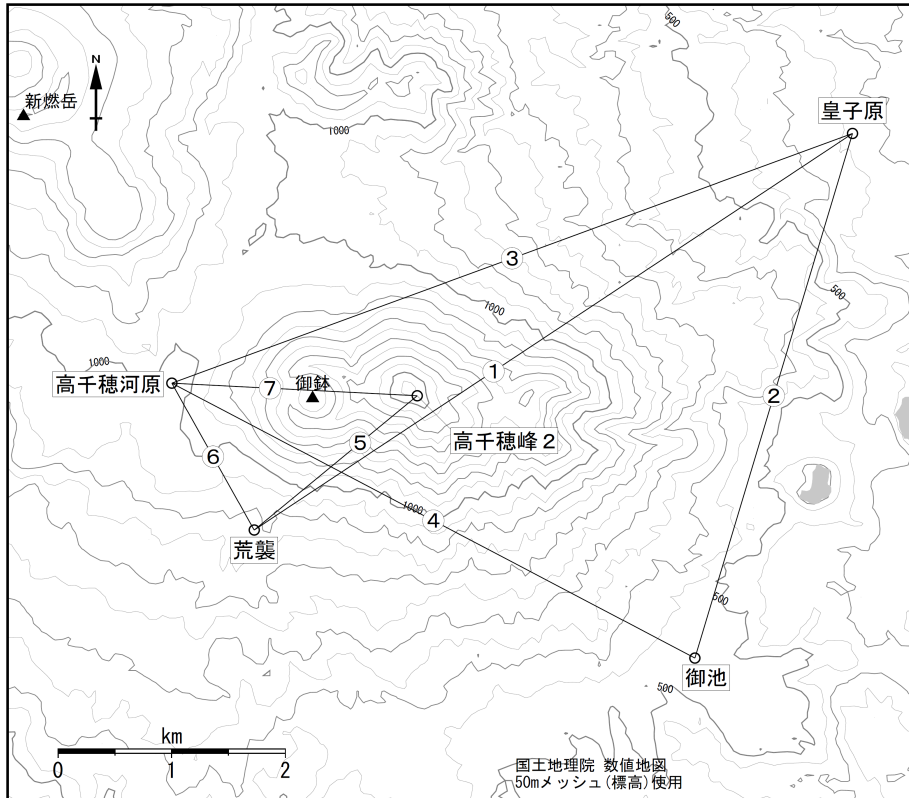 500
N
新燃岳
皇子原
1000
③
500
1000
①
1000
高千穂河原
⑦
御鉢
②
⑤
高千穂峰２
⑥
1000
④
荒襲
500
御池
500
km
0 1 2
国土地理院 数値地図
50mメッシュ(標高)使用